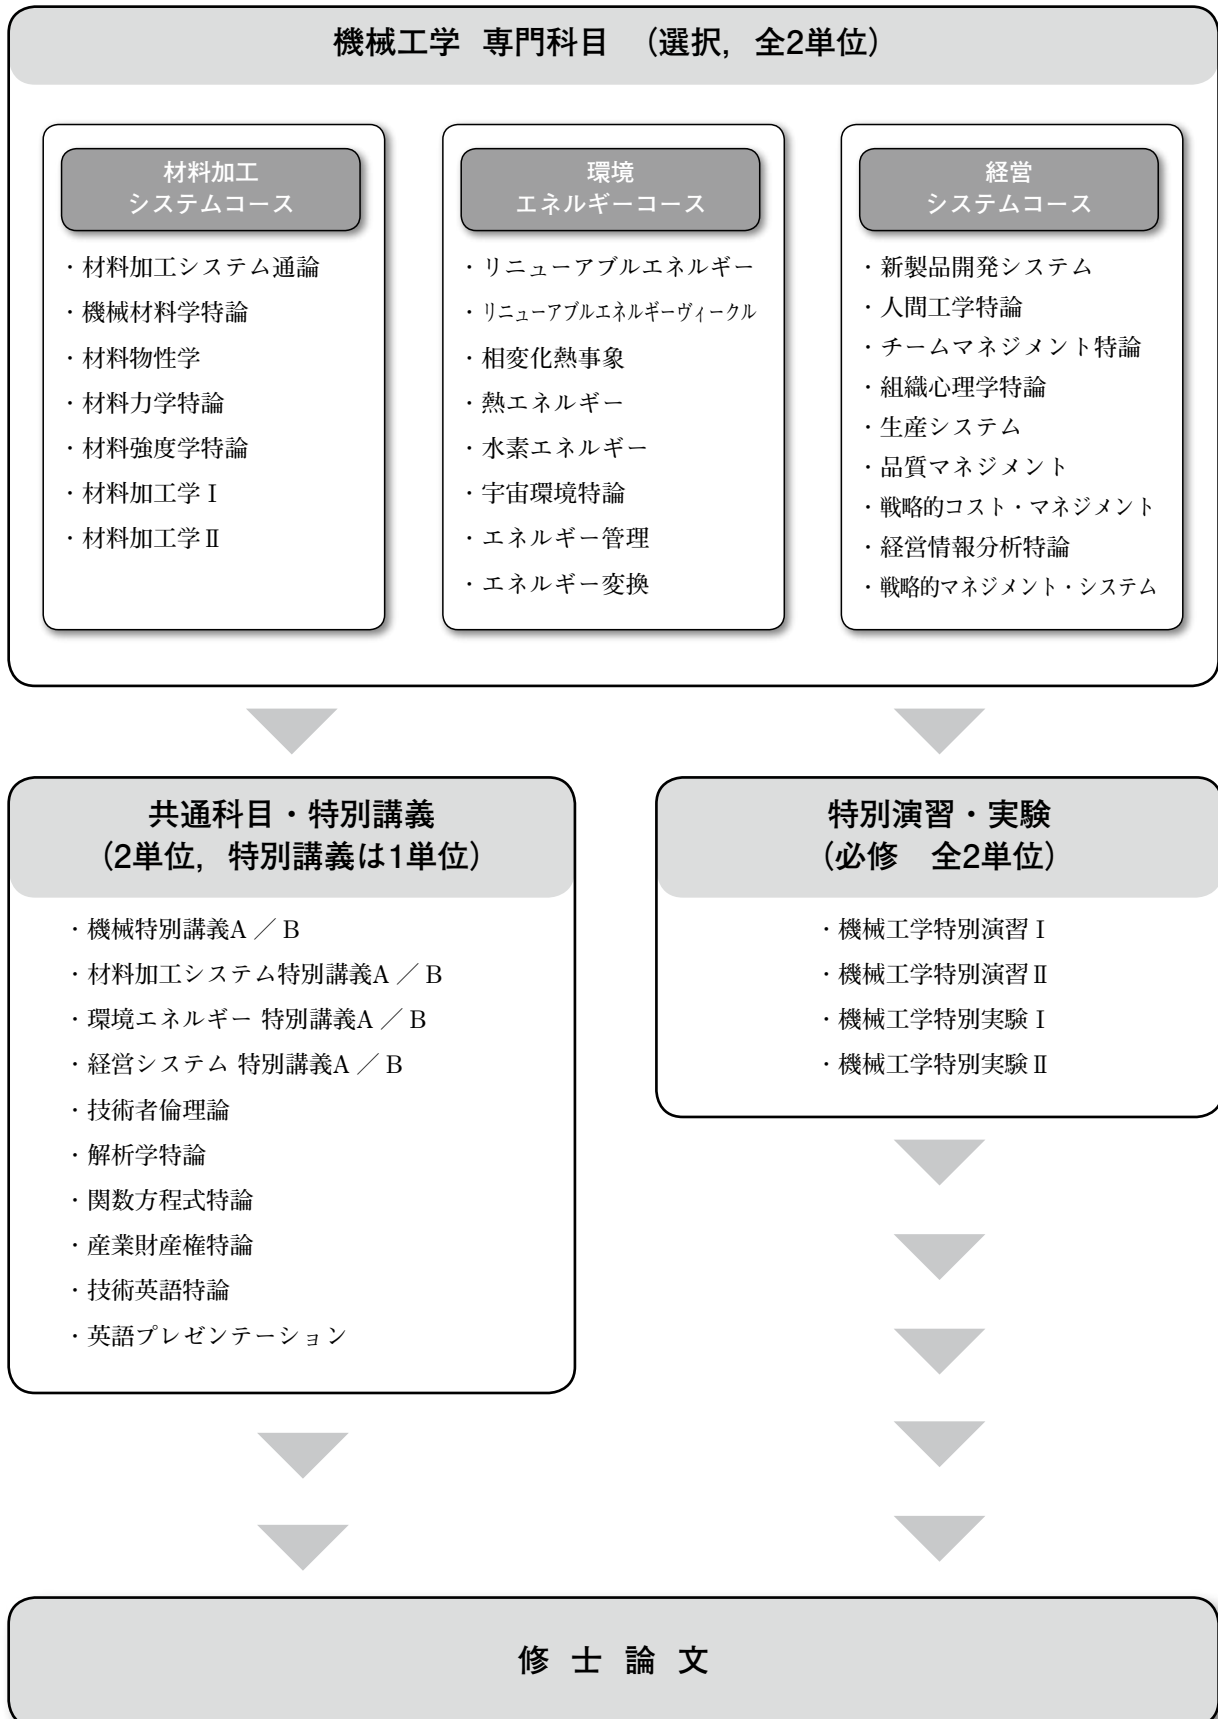 機械工学 専門科目 （選択，全2単位）
材料加工
システムコース
・材料加工システム通論
・機械材料学特論
・材料物性学
・材料力学特論
・材料強度学特論
・材料加工学Ⅰ
・材料加工学Ⅱ
環境
エネルギーコース
・リニューアブルエネルギー
・リニューアブルエネルギーヴィークル
・相変化熱事象
・熱エネルギー
・水素エネルギー
・宇宙環境特論
・エネルギー管理
・エネルギー変換
経営
システムコース
・新製品開発システム
・人間工学特論
・チームマネジメント特論
・組織心理学特論
・生産システム
・品質マネジメント
・戦略的コスト・マネジメント
・経営情報分析特論
・戦略的マネジメント・システム
共通科目・特別講義
（2単位，特別講義は1単位）
・機械特別講義A ／ B
・材料加工システム特別講義A ／ B
・環境エネルギー 特別講義A ／ B
・経営システム 特別講義A ／ B
・技術者倫理論
・解析学特論
・関数方程式特論
・産業財産権特論
・技術英語特論
・英語プレゼンテーション
特別演習・実験
（必修　全2単位）
・機械工学特別演習Ⅰ
・機械工学特別演習Ⅱ
・機械工学特別実験Ⅰ
・機械工学特別実験Ⅱ
修 士 論 文